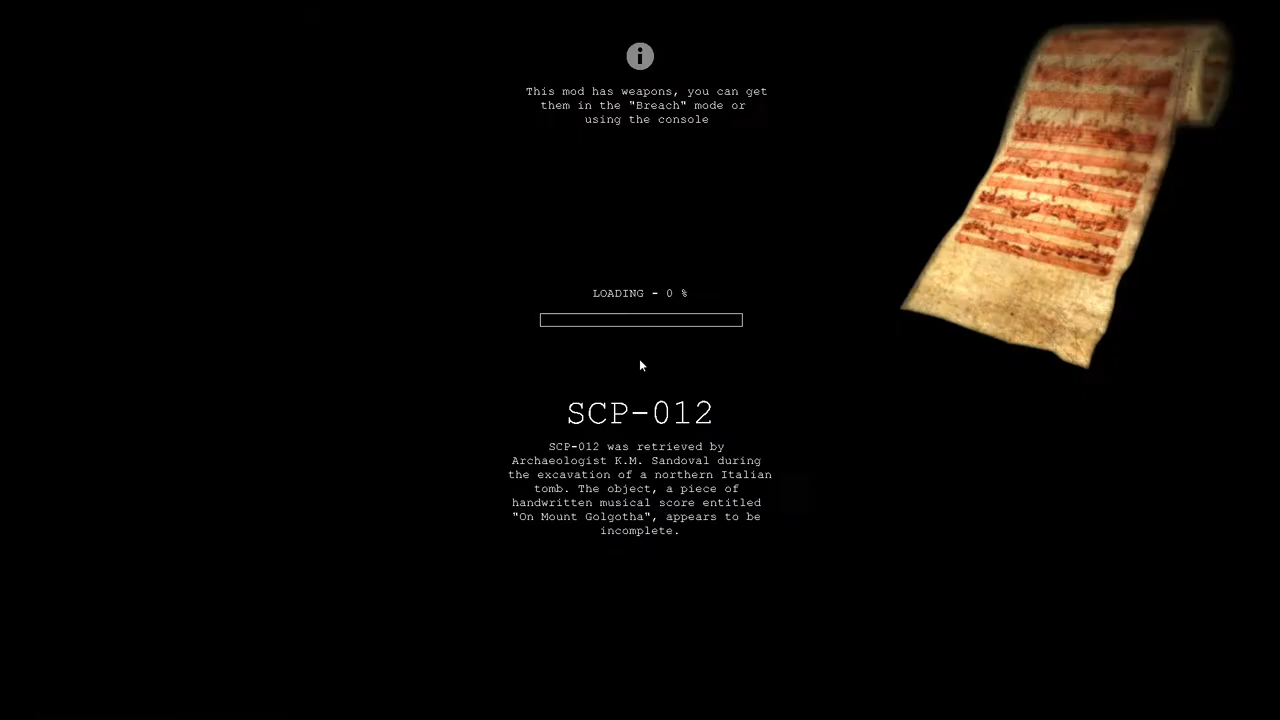 This mod has weapons, you can get
them in the "Breach" mode or
using the console
LOADING - 0 %
SCP-012
SCP-012 was retrieved by
Archaeologist K.M. Sandoval during
the excavation of a northern Italian
tomb. The object, a piece of
handwritten musical score entitled
"On Mount Golgotha", appears to be
incomplete.